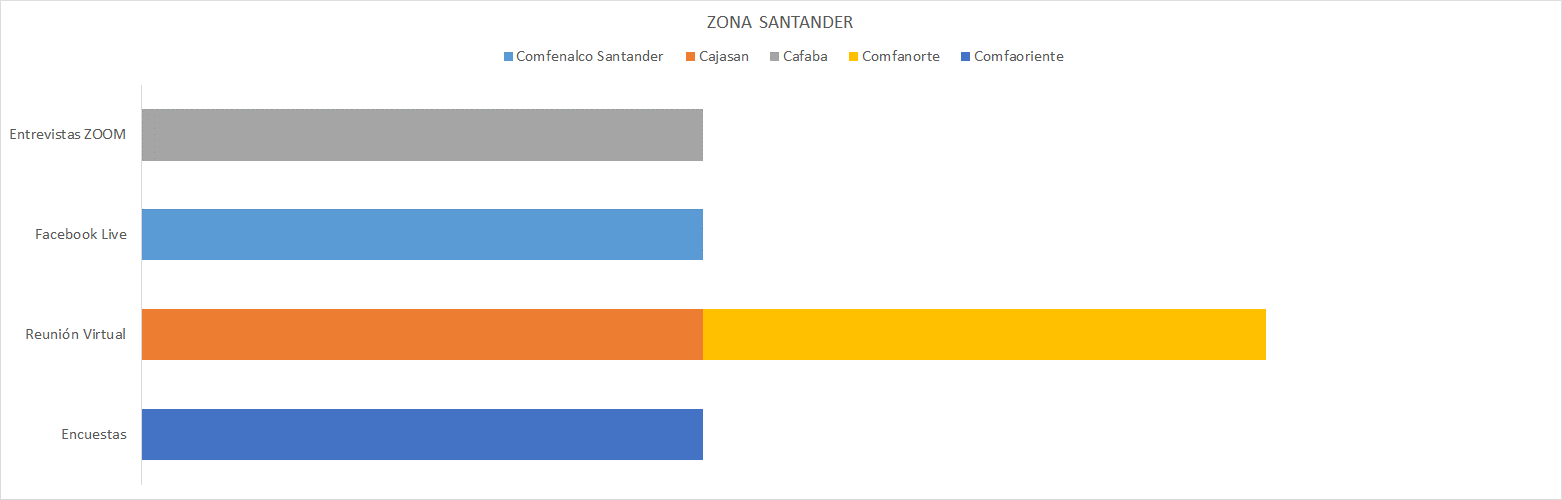 ZONA SANTANDER
Comfenalco Santander Cajasan Cafaba Comfanorte Comfaoriente
Entrevistas ZOOM
Facebook Live
Reunión Virtual
Encuestas